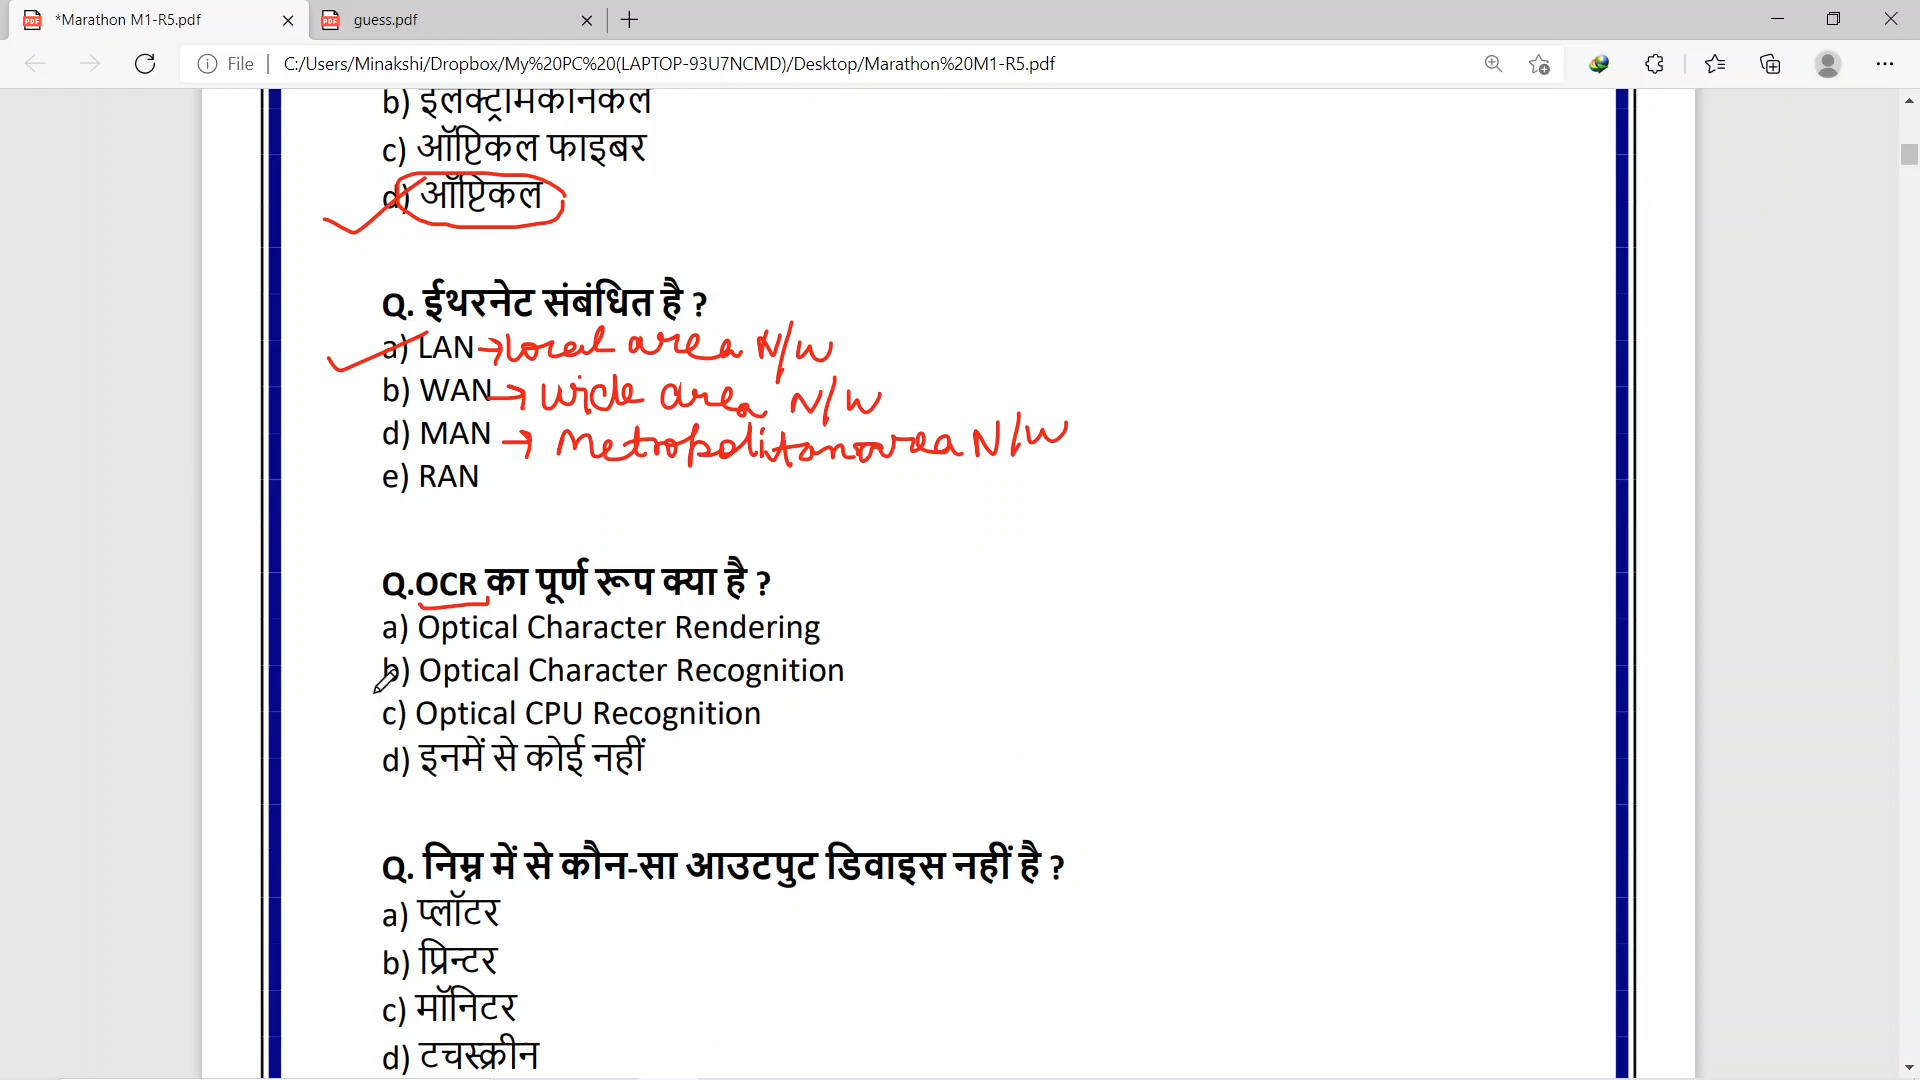 *Marathon M1-R5.pdf
guess.pdf
File
C:/Users/Minakshi/Dropbox/My%20PC%20(LAPTOP-93U7NCMD)/Desktop/Marathon%20M1-R5.pdf
b) इलेक्ट्रोमैकेनिकल
c) ऑप्टिकल फाइबर
d) ऑप्टिकल
Q. ईथरनेट संबंधित है ?
a) LAN → Local area N/W
b) WAN → Wide area N/W
d) MAN → Metropolitan area N/W
e) RAN
Q.OCR का पूर्ण रूप क्या है ?
a) Optical Character Rendering
b) Optical Character Recognition
c) Optical CPU Recognition
d) इनमें से कोई नहीं
Q. निम्न में से कौन-सा आउटपुट डिवाइस नहीं है ?
a) प्लॉटर
b) प्रिन्टर
c) मॉनिटर
d) टचस्क्रीन